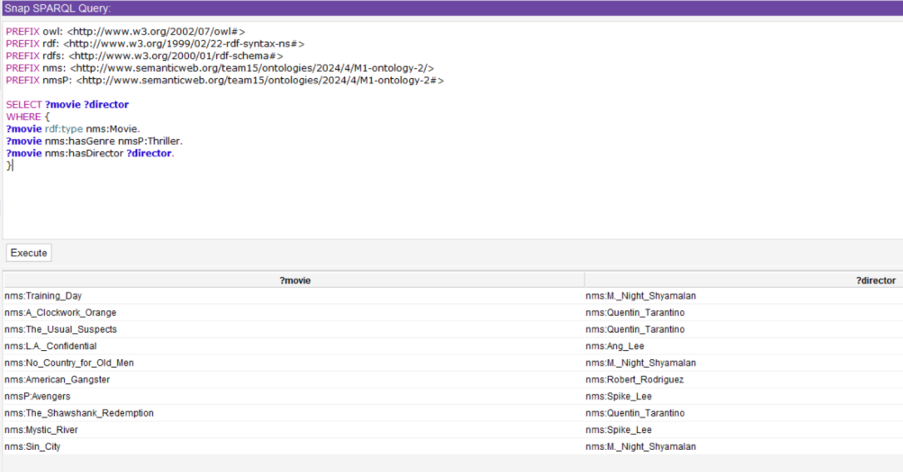 Snap SPARQL Query:
PREFIX owl: <http://www.w3.org/2002/07/owl#>
PREFIX rdf: <http://www.w3.org/1999/02/22-rdf-syntax-ns#>
PREFIX rdfs: <http://www.w3.org/2000/01/rdf-schema#>
PREFIX nms: <http://www.semanticweb.org/team15/ontologies/2024/4/M1-ontology-2/>
PREFIX nmsP: <http://www.semanticweb.org/team15/ontologies/2024/4/M1-ontology-2#>
SELECT ?movie ?director
WHERE {
?movie rdf:type nms:Movie.
?movie nms:hasGenre nmsP:Thriller.
?movie nms:hasDirector ?director.
}
Execute
?movie ?director
nms:Training_Day nms:M._Night_Shyamalan
nms:A_Clockwork_Orange nms:Quentin_Tarantino
nms:The_Usual_Suspects nms:Quentin_Tarantino
nms:L.A._Confidential nms:Ang_Lee
nms:No_Country_for_Old_Men nms:M._Night_Shyamalan
nms:American_Gangster nms:Robert_Rodriguez
nmsP:Avengers nms:Spike_Lee
nms:The_Shawshank_Redemption nms:Quentin_Tarantino
nms:Mystic_River nms:Spike_Lee
nms:Sin_City nms:M._Night_Shyamalan